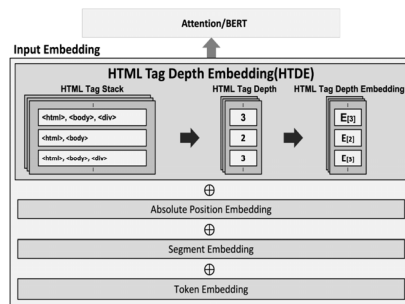 Attention/BERT
Input Embedding
HTML Tag Depth Embedding(HTDE)
HTML Tag Stack
HTML Tag Depth
HTML Tag Depth Embedding
<html>, <body>, <div>
3
E[3]
<html>, <body>
2
E[2]
<html>, <body>, <div>
3
E[3]
⊕
Absolute Position Embedding
⊕
Segment Embedding
⊕
Token Embedding